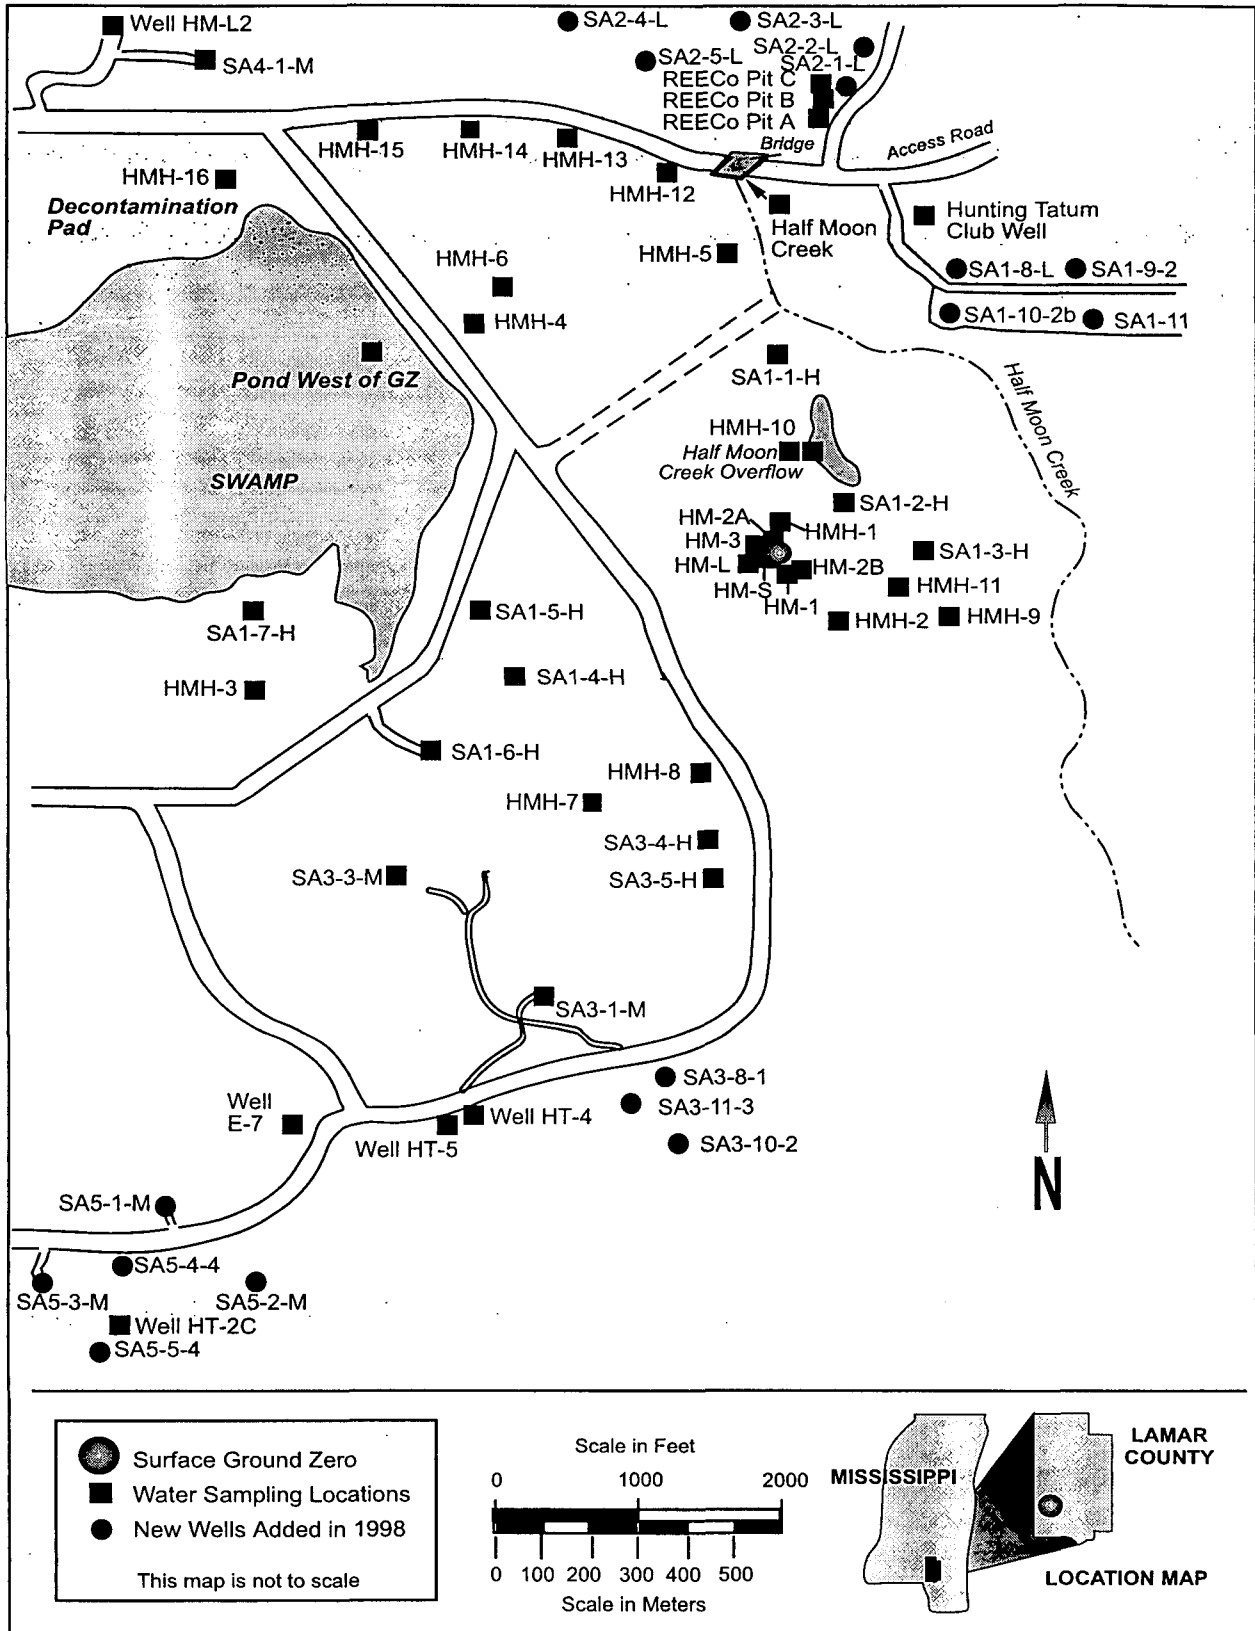 Well HM-L2
SA4-1-M
SA2-4-L
SA2-3-L
SA2-2-L
SA2-5-L
SA2-1-L
REECo Pit C
REECo Pit B
REECo Pit A
Bridge
Access Road
HMH-15
HMH-14
HMH-13
HMH-12
HMH-16
Decontamination
Pad
Half Moon
Creek
Hunting Tatum
Club Well
HMH-5
HMH-6
HMH-4
SA1-8-L
SA1-9-2
SA1-10-2b
SA1-11
Pond West of GZ
SA1-1-H
Half Moon Creek
HMH-10
Half Moon
Creek Overflow
SWAMP
SA1-2-H
HM-2A
HMH-1
HM-3
HM-L
HM-2B
HM-S
HM-1
SA1-3-H
HMH-11
HMH-2
HMH-9
SA1-7-H
SA1-5-H
HMH-3
SA1-4-H
SA1-6-H
HMH-8
HMH-7
SA3-4-H
SA3-3-M
SA3-5-H
SA3-1-M
SA3-8-1
SA3-11-3
SA3-10-2
Well
E-7
Well HT-4
Well HT-5
N
SA5-1-M
SA5-4-4
SA5-3-M
SA5-2-M
Well HT-2C
SA5-5-4
Surface Ground Zero
Water Sampling Locations
New Wells Added in 1998
This map is not to scale
Scale in Feet
0 1000 2000
0 100 200 300 400 500
Scale in Meters
MISSISSIPPI
LAMAR
COUNTY
LOCATION MAP